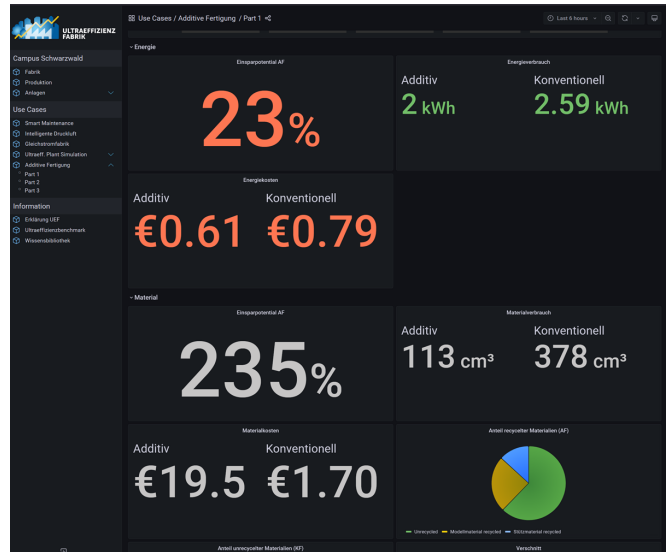 ULTRAEFFIZIENZ
FABRIK
Use Cases / Additive Fertigung / Part 1
Last 6 hours
Campus Schwarzwald
Fabrik
Produktion
Anlagen
Use Cases
Smart Maintenance
Intelligente Druckluft
Gleichstromfabrik
Ultraeff. Plant Simulation
Additive Fertigung
Part 1
Part 2
Part 3
Information
Erklärung UEF
Ultraeffizienzbenchmark
Wissensbibliothek
Energie
Einsparpotential AF
23%
Energieverbrauch
Additiv Konventionell
2 kWh 2.59 kWh
Energiekosten
Additiv Konventionell
€0.61 €0.79
Material
Einsparpotential AF
235%
Materialverbrauch
Additiv Konventionell
113 cm³ 378 cm³
Materialkosten
Additiv Konventionell
€19.5 €1.70
Anteil recycelter Materialien (AF)
Unrecycled Modellmaterial recycled Stützmaterial recycled
Anteil unrecycelter Materialien (KF)
Verschnitt